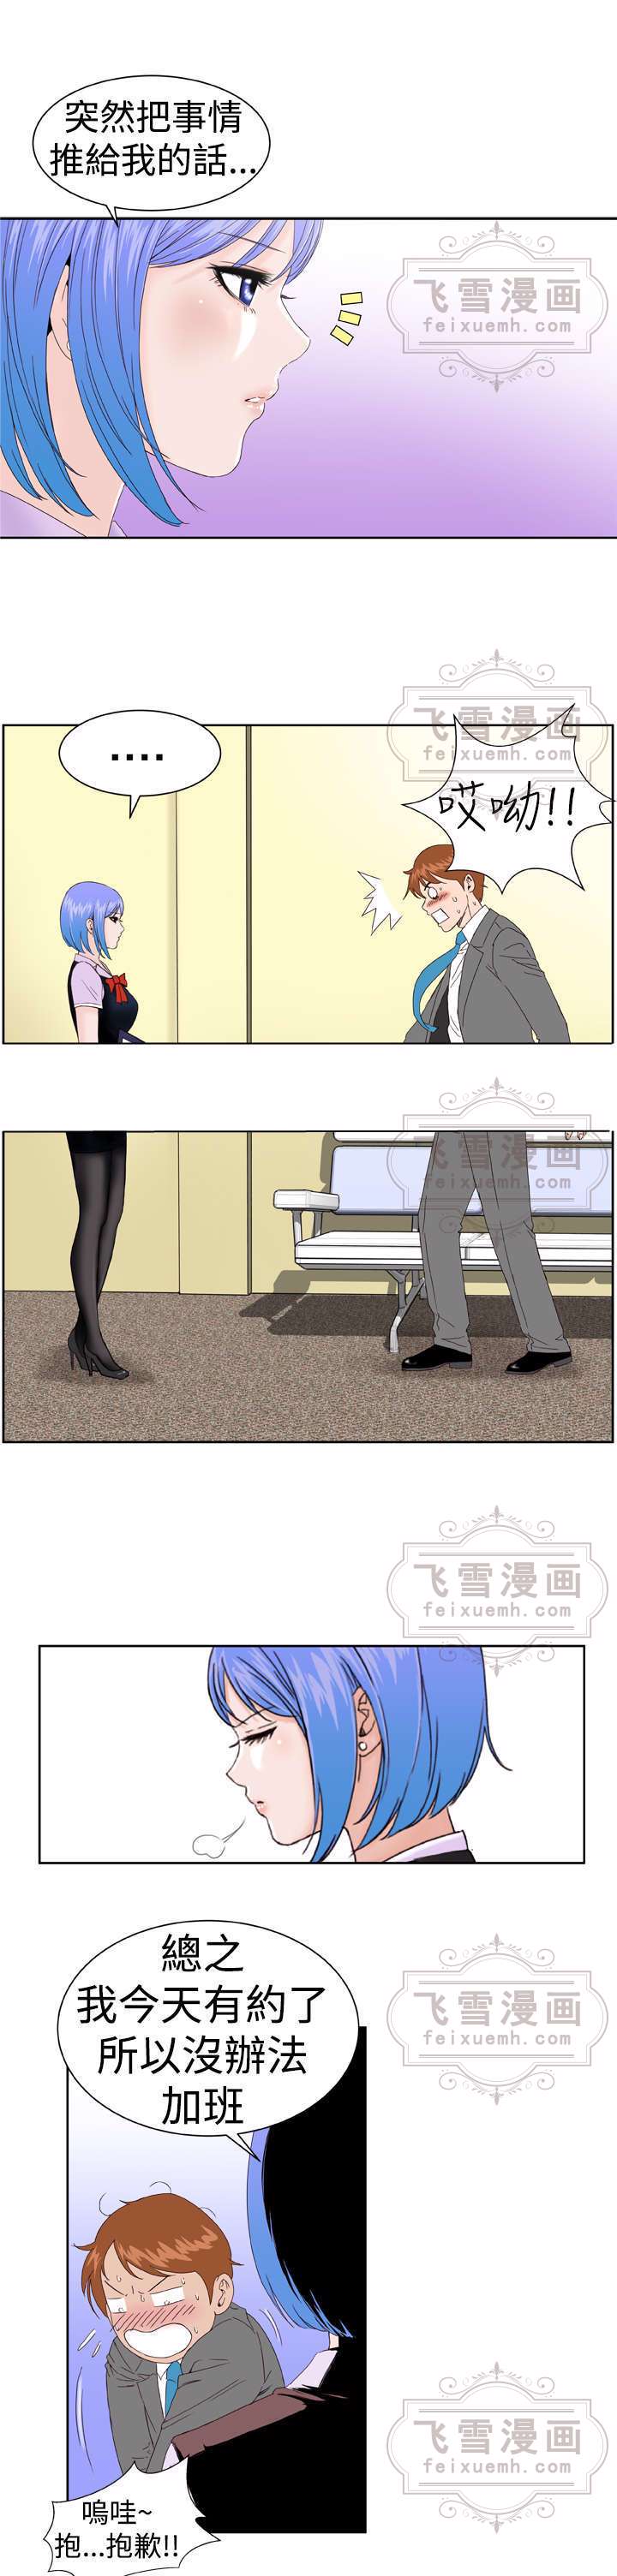 突然把事情
推給我的話...
飞雪漫画
feixuemh.com
飞雪漫画
feixuemh.com
....
哎呦!!
飞雪漫画
feixuemh.com
飞雪漫画
feixuemh.com
總之
我今天有約了
所以沒辦法
加班
飞雪漫画
feixuemh.com
飞雪漫画
feixuemh.com
嗚哇~
抱...抱歉!!